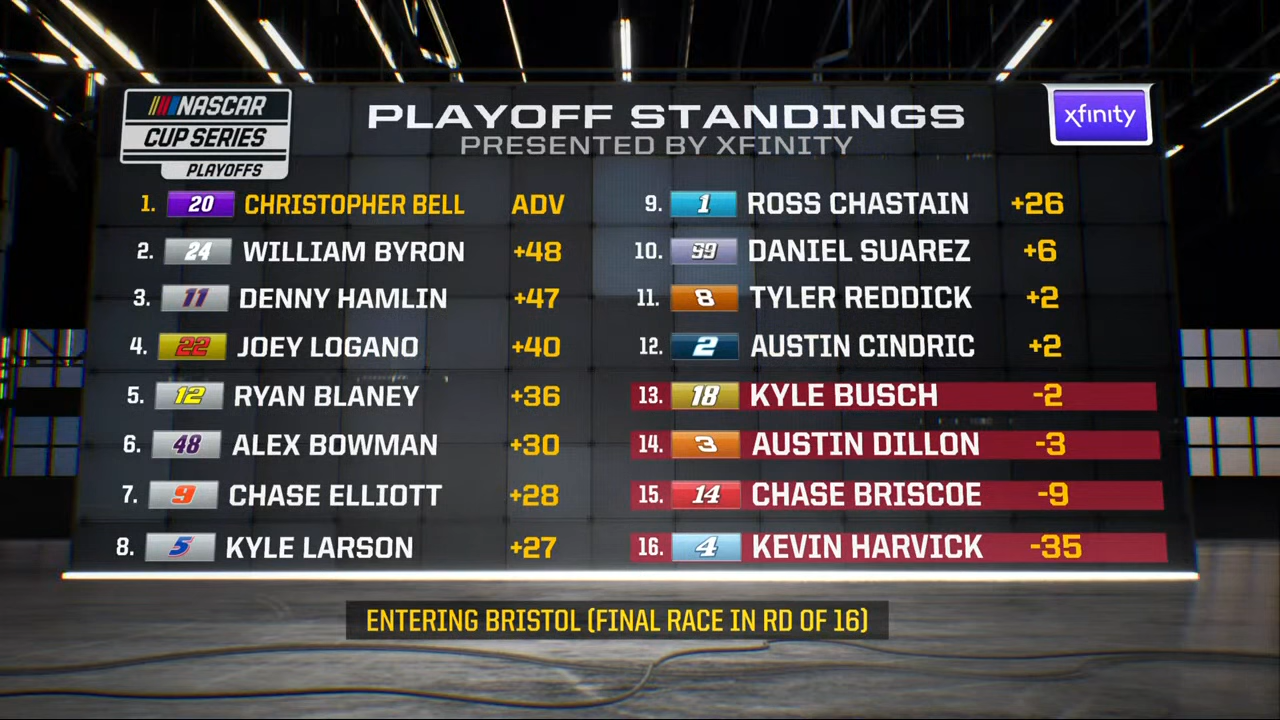 NASCAR
CUP SERIES
PLAYOFFS
PLAYOFF STANDINGS
PRESENTED BY XFINITY
xfinity
1. 20 CHRISTOPHER BELL ADV
2. 24 WILLIAM BYRON +48
3. 11 DENNY HAMLIN +47
4. 22 JOEY LOGANO +40
5. 12 RYAN BLANEY +36
6. 48 ALEX BOWMAN +30
7. 9 CHASE ELLIOTT +28
8. 5 KYLE LARSON +27
9. 1 ROSS CHASTAIN +26
10. 99 DANIEL SUAREZ +6
11. 8 TYLER REDDICK +2
12. 2 AUSTIN CINDRIC +2
13. 18 KYLE BUSCH -2
14. 3 AUSTIN DILLON -3
15. 14 CHASE BRISCOE -9
16. 4 KEVIN HARVICK -35
ENTERING BRISTOL (FINAL RACE IN RD OF 16)